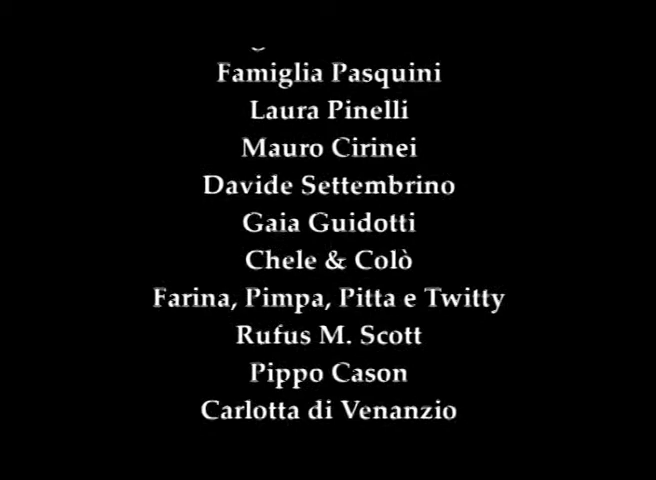 Famiglia Pasquini
Laura Pinelli
Mauro Cirinei
Davide Settembrino
Gaia Guidotti
Chele & Colò
Farina, Pimpa, Pitta e Twitty
Rufus M. Scott
Pippo Cason
Carlotta di Venanzio